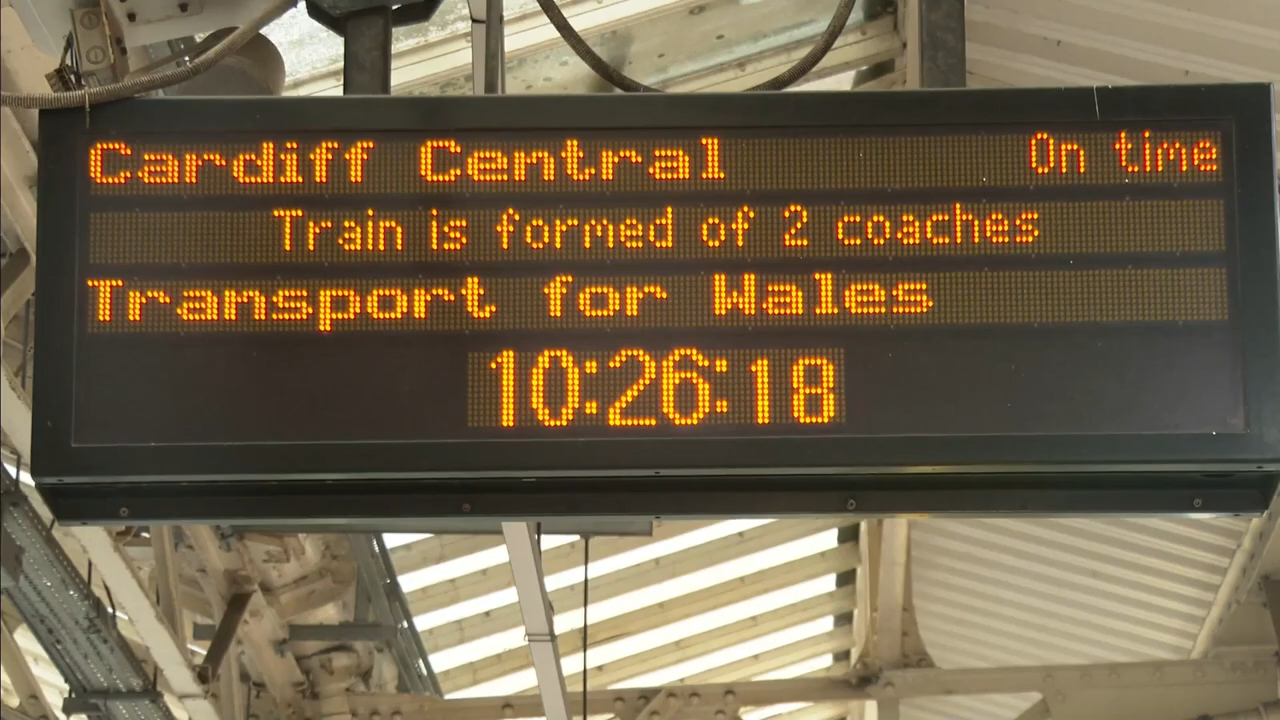 Cardiff Central On time
Train is formed of 2 coaches
Transport for Wales
10:26:18